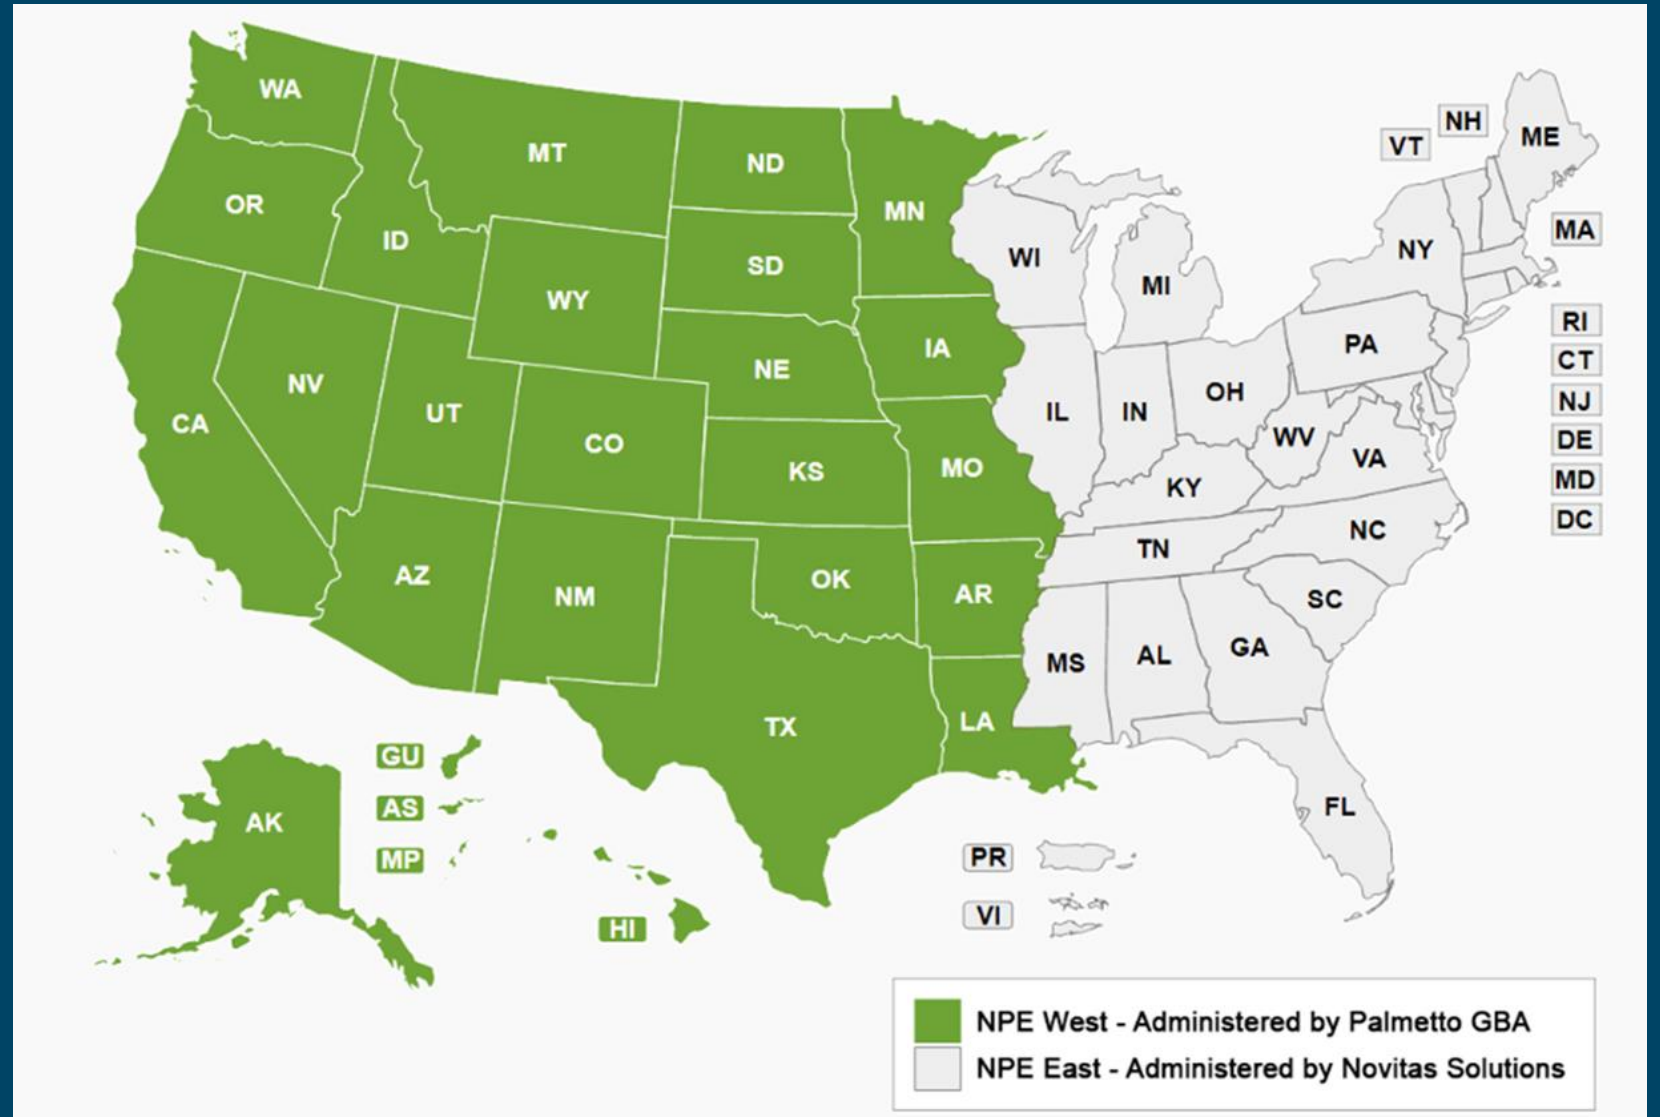 WA
MT
ND
MN
OR
ID
SD
WY
WI
MI
NY
VT
NH
ME
MA
RI
CT
NJ
DE
MD
DC
IA
NE
PA
NV
UT
CA
CO
KS
MO
IL
IN
OH
WV
VA
KY
NC
TN
AZ
NM
OK
AR
SC
MS
AL
GA
TX
LA
FL
GU
AS
MP
AK
HI
PR
VI
NPE West - Administered by Palmetto GBA
NPE East - Administered by Novitas Solutions